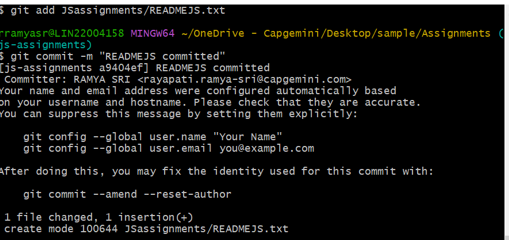 $ git add JSassignments/READMEJS.txt
rramyasr@LIN22004158 MINGW64 ~/OneDrive - Capgemini/Desktop/sample/Assignments (
js-assignments)
$ git commit -m "READMEJS committed"
[js-assignments a9404ef] READMEJS committed
Committer: RAMYA SRI <rayapati.ramya-sri@capgemini.com>
Your name and email address were configured automatically based
on your username and hostname. Please check that they are accurate.
You can suppress this message by setting them explicitly:
git config --global user.name "Your Name"
git config --global user.email you@example.com
After doing this, you may fix the identity used for this commit with:
git commit --amend --reset-author
1 file changed, 1 insertion(+)
create mode 100644 JSassignments/READMEJS.txt